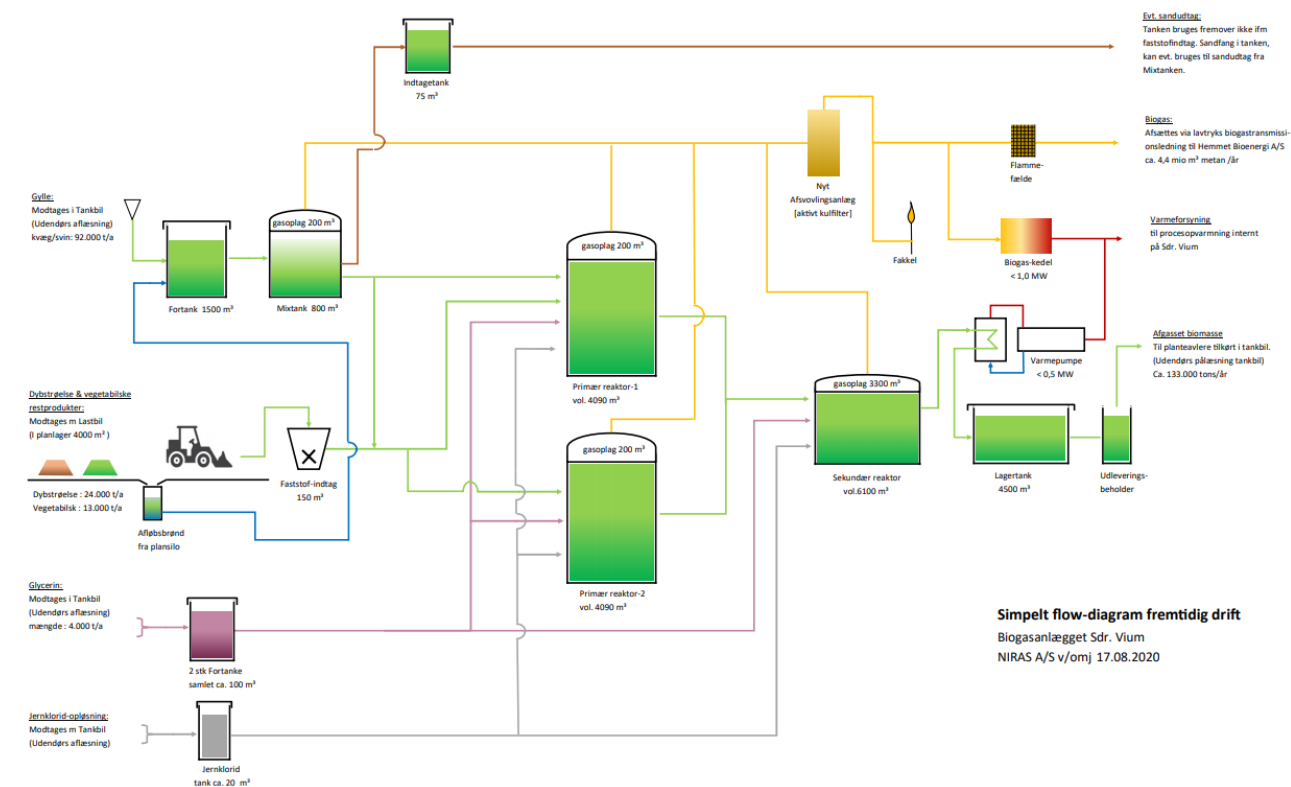 Evt. sandudtag:
Tanken bruges fremover ikke ifm
faststofindtag. Sandfang i tanken,
kan evt. bruges til sandudtag fra
Mixtanken.
Indtagetank
75 m³
Biogas:
Afsættes via lavtryks biogastransmissi-
onsledning til Hemmet Bioenergi A/S
ca. 4,4 mio m³ metan /år
Flamme-
fælde
Nyt
Afsvovlingsanlæg
[aktivt kulfilter]
Gylle:
Modtages i Tankbil
(Udendørs aflæsning)
kvæg/svin: 92.000 t/a
gasoplag 200 m³
Fortank 1500 m³
Mixtank 800 m³
gasoplag 200 m³
Fakkel
Varmeforsyning
til procesopvarmning internt
på Sdr. Vium
Biogas-kedel
< 1,0 MW
Primær reaktor-1
vol. 4090 m³
Varmepumpe
< 0,5 MW
Afgasset biomasse
Til planteavlere tilkørt i tankbil.
(Udendørs pålæsning tankbil)
Ca. 133.000 tons/år
gasoplag 3300 m³
Sekundær reaktor
vol.6100 m³
Lagertank
4500 m³
Udleverings-
beholder
Dybstrøelse & vegetabilske
restprodukter:
Modtages m Lastbil
(I planlager 4000 m³ )
Dybstrøelse : 24.000 t/a
Vegetabilsk : 13.000 t/a
Faststof-indtag
150 m³
Afløbsbrønd
fra plansilo
gasoplag 200 m³
Primær reaktor-2
vol. 4090 m³
Glycerin:
Modtages i Tankbil
(Udendørs aflæsning)
mængde : 4.000 t/a
2 stk Fortanke
samlet ca. 100 m³
Jernklorid-opløsning:
Modtages m Tankbil
(Udendørs aflæsning)
Jernklorid
tank ca. 20 m³
Simpelt flow-diagram fremtidig drift
Biogasanlægget Sdr. Vium
NIRAS A/S v/omj 17.08.2020